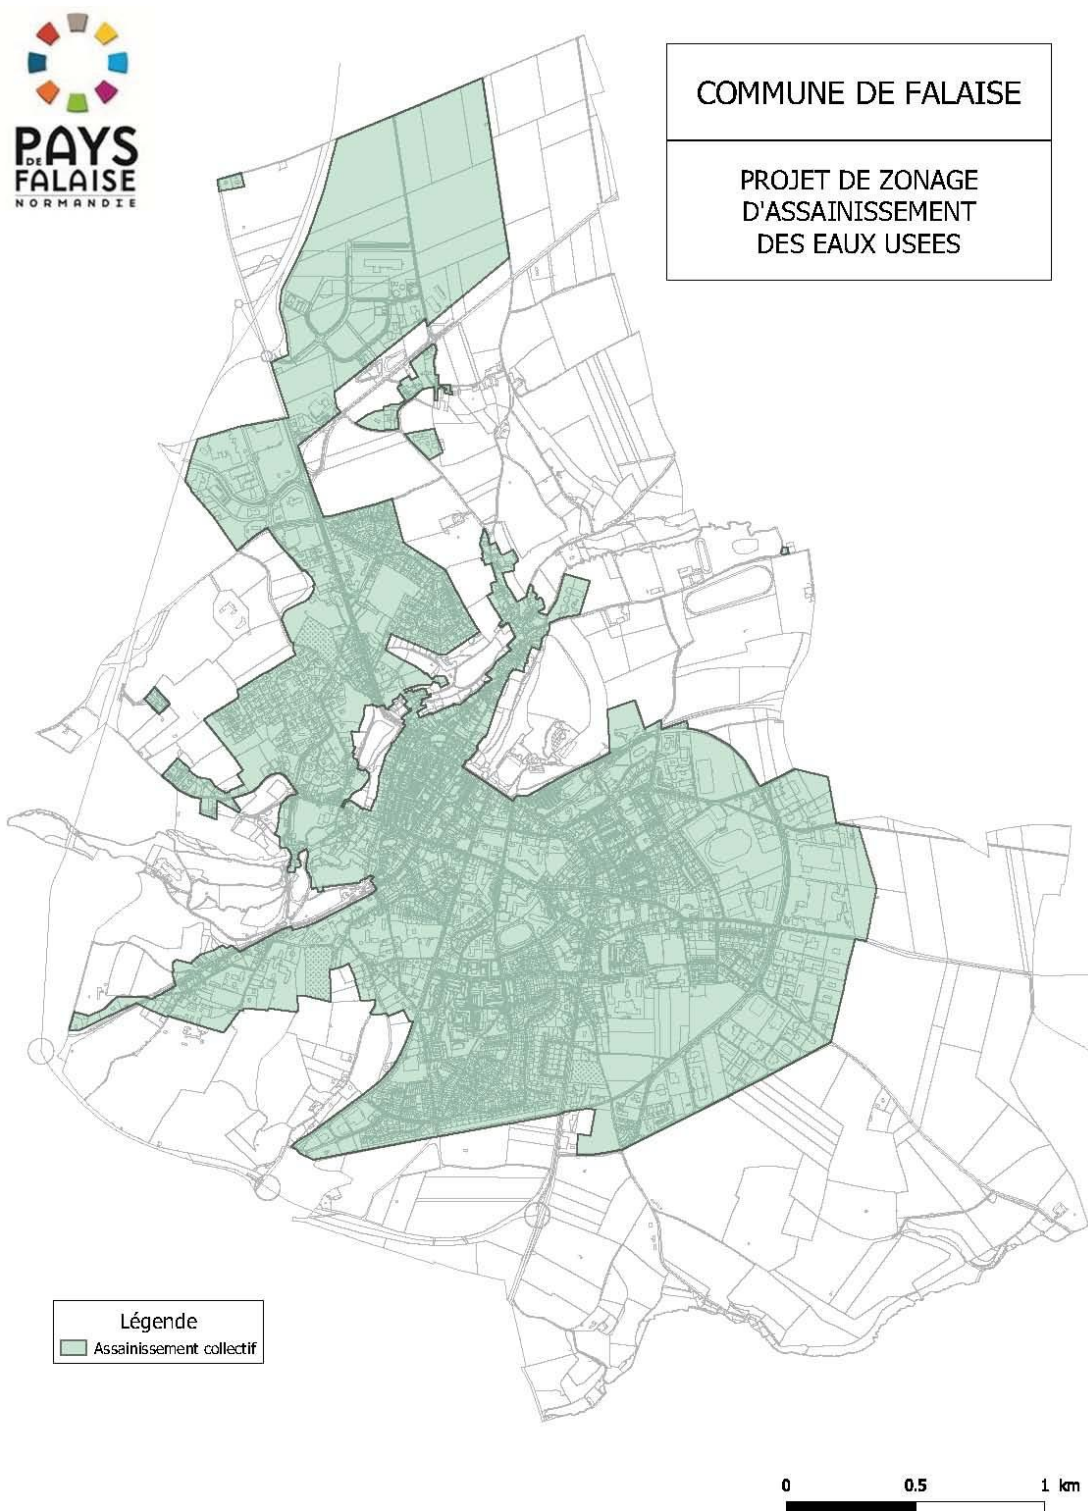 PAYS
DE
FALAISE
NORMANDIE
COMMUNE DE FALAISE
PROJET DE ZONAGE
D'ASSAINISSEMENT
DES EAUX USEES
Légende
Assainissement collectif
0 0.5 1 km